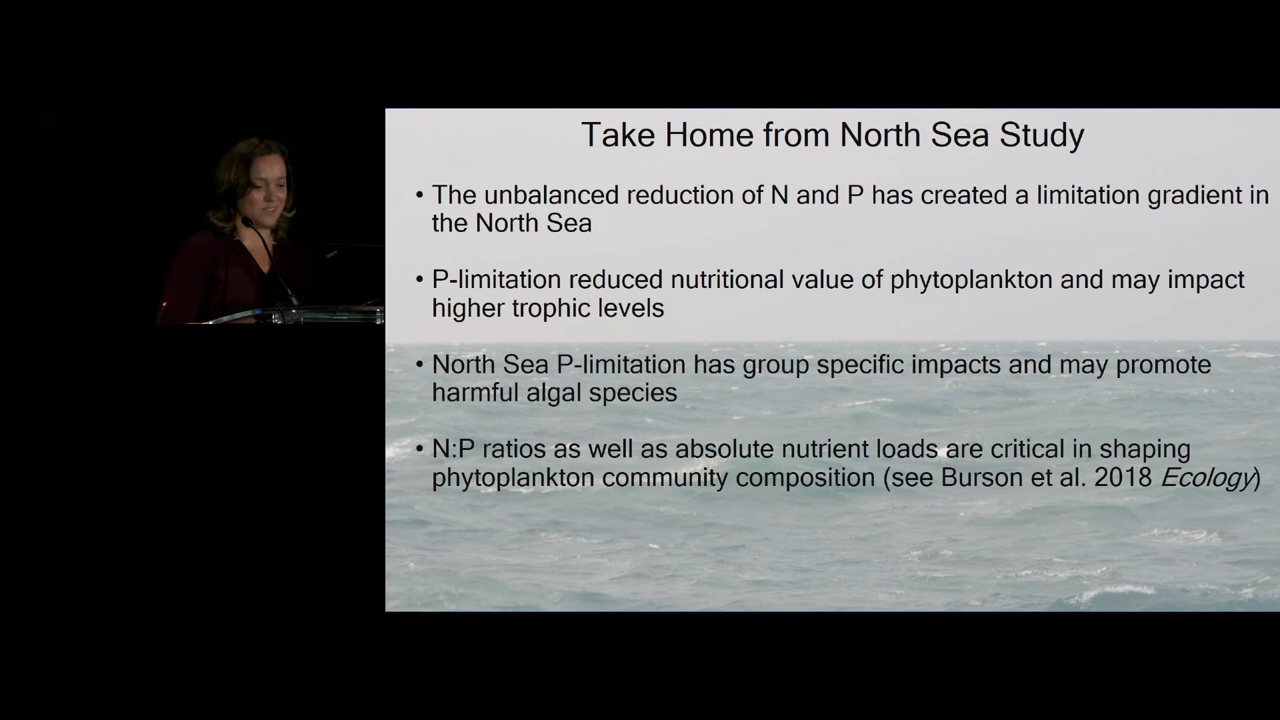 Take Home from North Sea Study
• The unbalanced reduction of N and P has created a limitation gradient in
the North Sea
• P-limitation reduced nutritional value of phytoplankton and may impact
higher trophic levels
• North Sea P-limitation has group specific impacts and may promote
harmful algal species
• N:P ratios as well as absolute nutrient loads are critical in shaping
phytoplankton community composition (see Burson et al. 2018 Ecology)